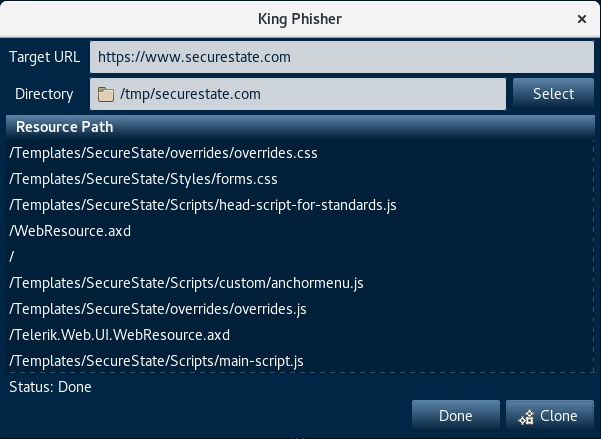 King Phisher ×
Target URL https://www.securestate.com
Directory /tmp/securestate.com Select
Resource Path
/Templates/SecureState/overrides/overrides.css
/Templates/SecureState/Styles/forms.css
/Templates/SecureState/Scripts/head-script-for-standards.js
/WebResource.axd
/
/Templates/SecureState/Scripts/custom/anchormenu.js
/Templates/SecureState/overrides/overrides.js
/Telerik.Web.UI.WebResource.axd
/Templates/SecureState/Scripts/main-script.js
Status: Done
Done Clone